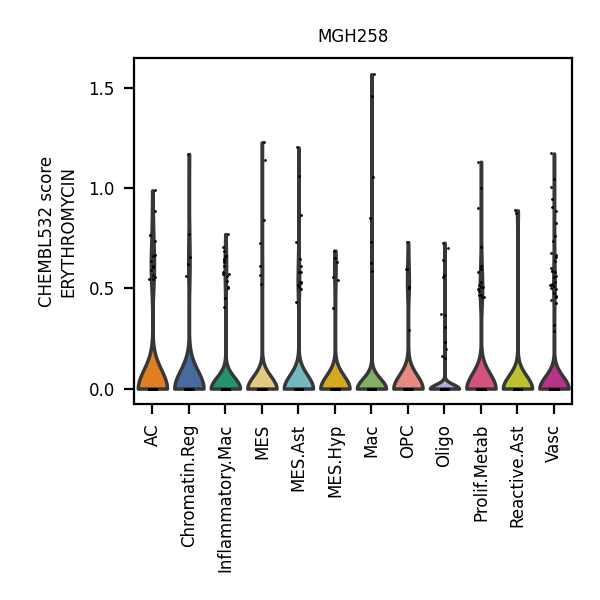 MGH258
CHEMBL532 score
ERYTHROMYCIN
1.5
1.0
0.5
0.0
AC
Chromatin.Reg
Inflammatory.Mac
MES
MES.Ast
MES.Hyp
Mac
OPC
Oligo
Prolif.Metab
Reactive.Ast
Vasc